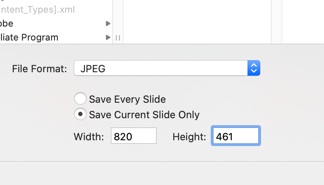 ntent_Types].xml
obe
liate Program
File Format: JPEG
Save Every Slide
Save Current Slide Only
Width: 820 Height: 461